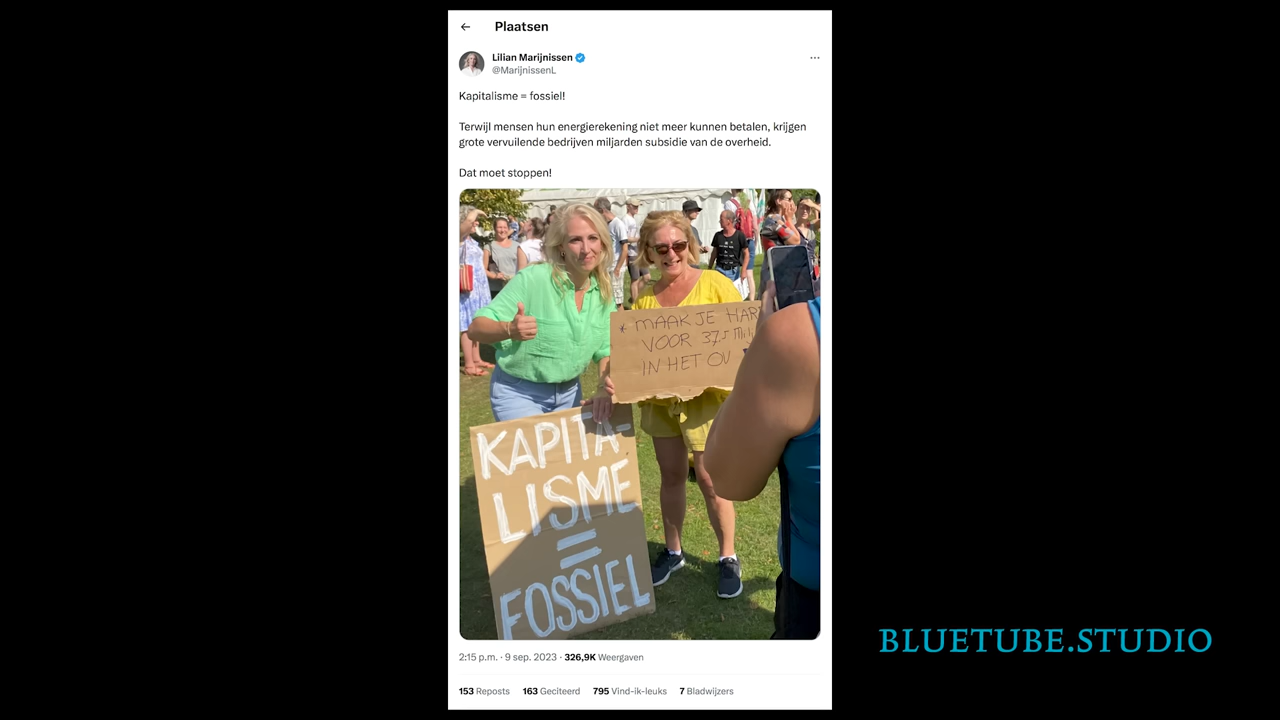 ← Plaatsen
Lilian Marijnissen
@MarijnissenL
Kapitalisme = fossiel!
Terwijl mensen hun energierekening niet meer kunnen betalen, krijgen
grote vervuilende bedrijven miljarden subsidie van de overheid.
Dat moet stoppen!
* MAAK JE HAR
VOOR 37.5
IN HET OV
KAPITA-
LISME
=
FOSSIEL
2:15 p.m. · 9 sep. 2023 · 326,9K Weergaven
153 Reposts 163 Geciteerd 795 Vind-ik-leuks 7 Bladwijzers
BLUETUBE.STUDIO